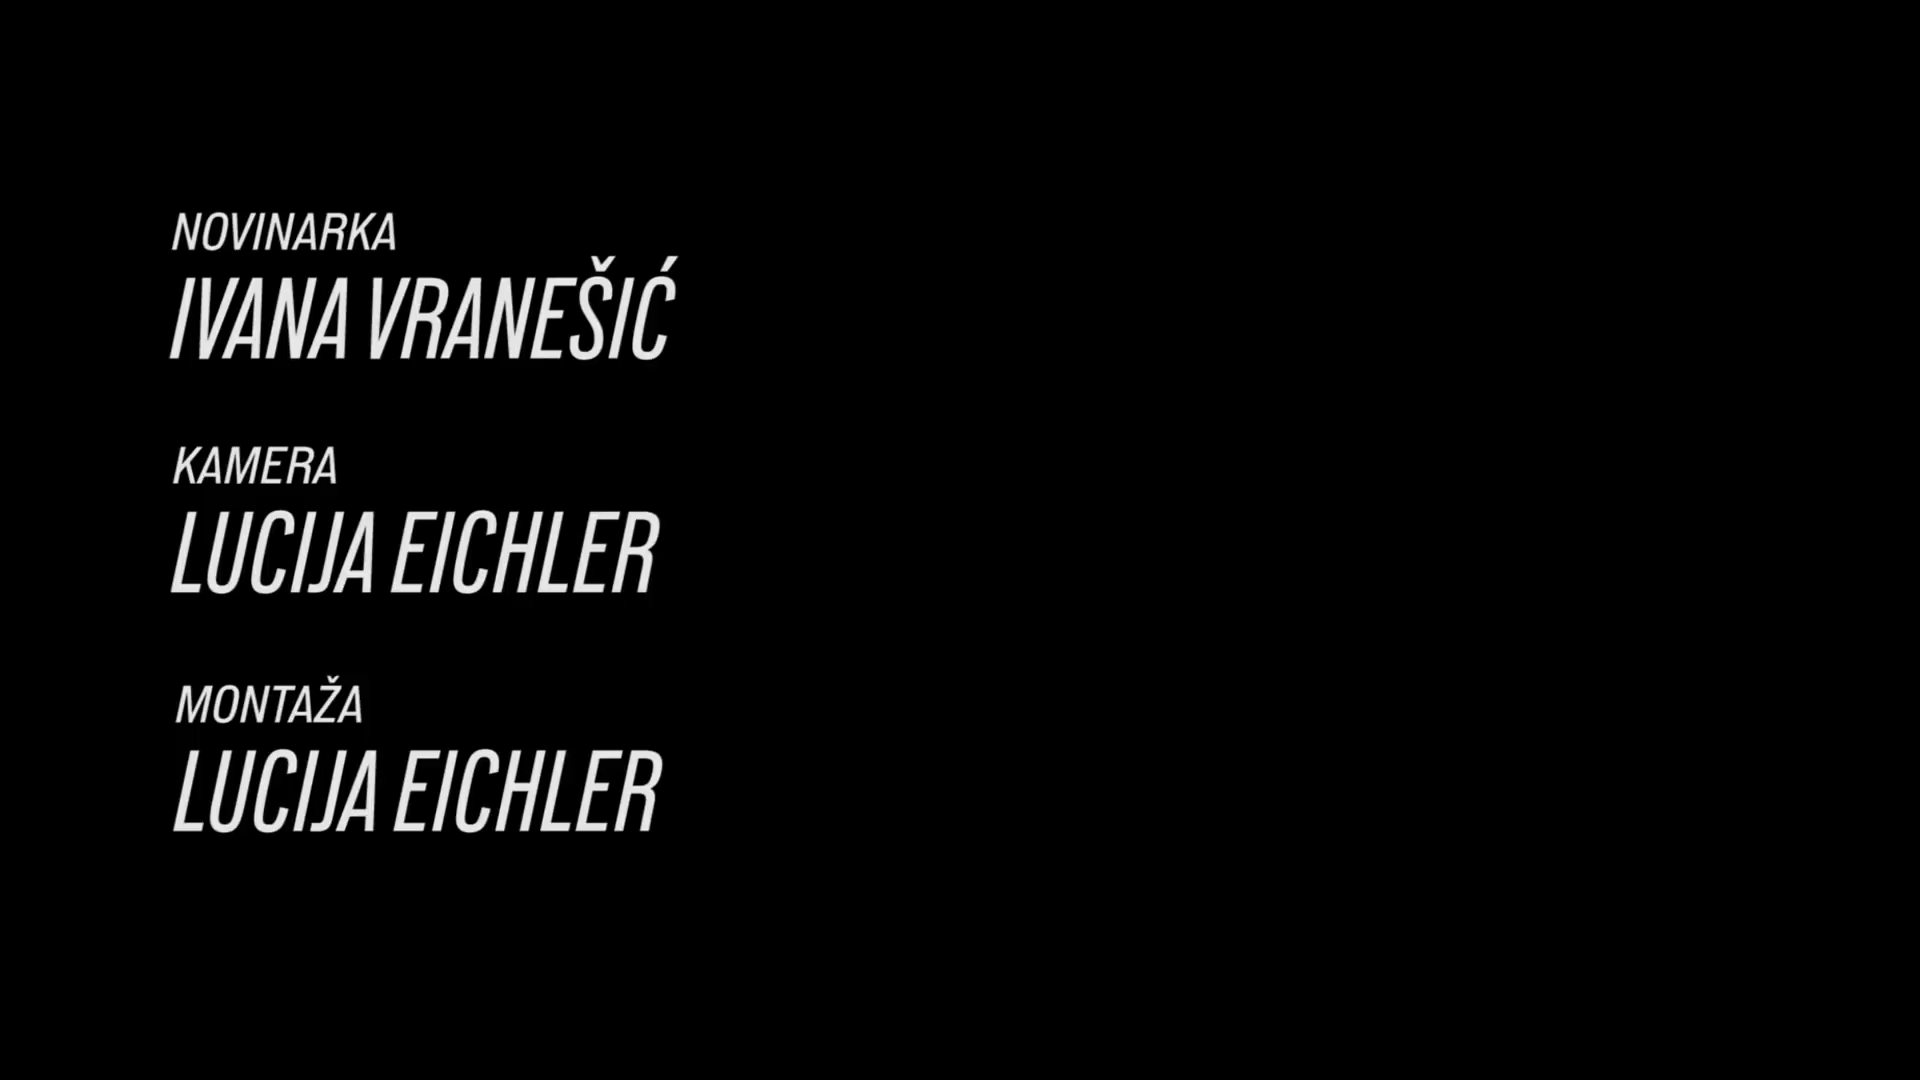 NOVINARKA
IVANA VRANEŠIĆ
KAMERA
LUCIJA EICHLER
MONTAŽA
LUCIJA EICHLER